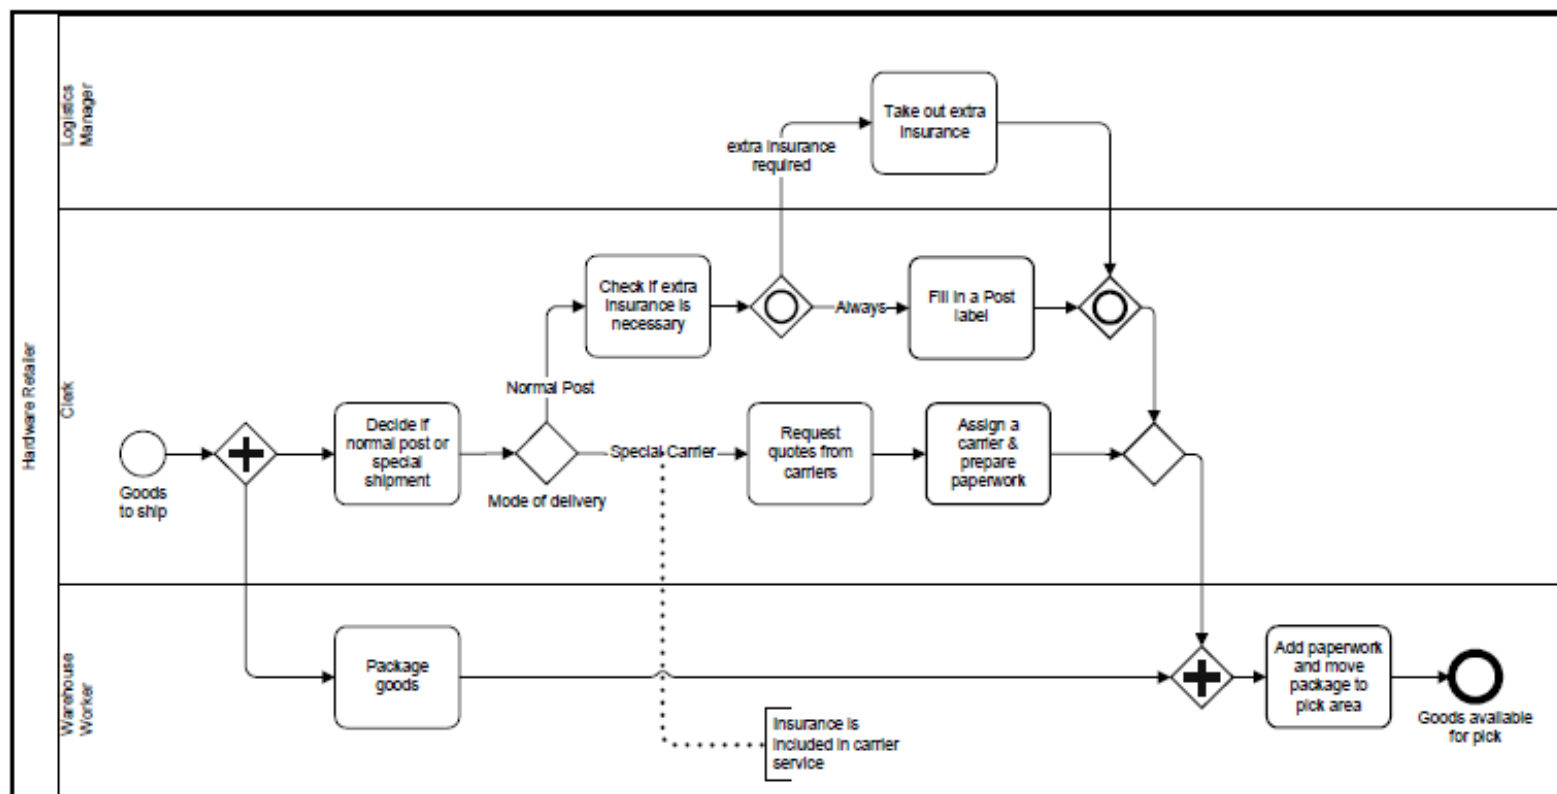 Hardware Retailer
Logistics
Manager
Take out extra
Insurance
extra insurance
required
Clerk
Check if extra
insurance is
necessary
Always
Fill in a Post
label
Normal Post
Goods
to ship
Decide if
normal post or
special
shipment
Mode of delivery
Special Carrier
Request
quotes from
carriers
Assign a
carrier &
prepare
paperwork
Warehouse
Worker
Package
goods
Insurance is
included in carrier
service
Add paperwork
and move
package to
pick area
Goods available
for pick